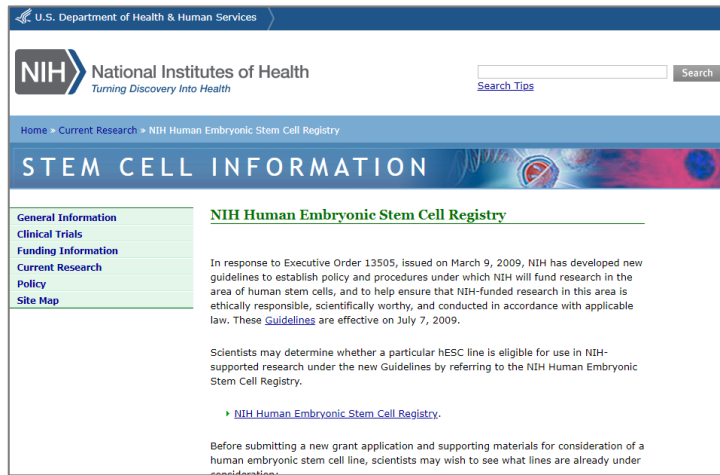 U.S. Department of Health & Human Services
NIH
National Institutes of Health
Turning Discovery Into Health
Search
Search Tips
Home » Current Research » NIH Human Embryonic Stem Cell Registry
STEM CELL INFORMATION
General Information
Clinical Trials
Funding Information
Current Research
Policy
Site Map
NIH Human Embryonic Stem Cell Registry
In response to Executive Order 13505, issued on March 9, 2009, NIH has developed new
guidelines to establish policy and procedures under which NIH will fund research in the
area of human stem cells, and to help ensure that NIH-funded research in this area is
ethically responsible, scientifically worthy, and conducted in accordance with applicable
law. These Guidelines are effective on July 7, 2009.
Scientists may determine whether a particular hESC line is eligible for use in NIH-
supported research under the new Guidelines by referring to the NIH Human Embryonic
Stem Cell Registry.
NIH Human Embryonic Stem Cell Registry.
Before submitting a new grant application and supporting materials for consideration of a
human embryonic stem cell line, scientists may wish to see what lines are already under
consideration: